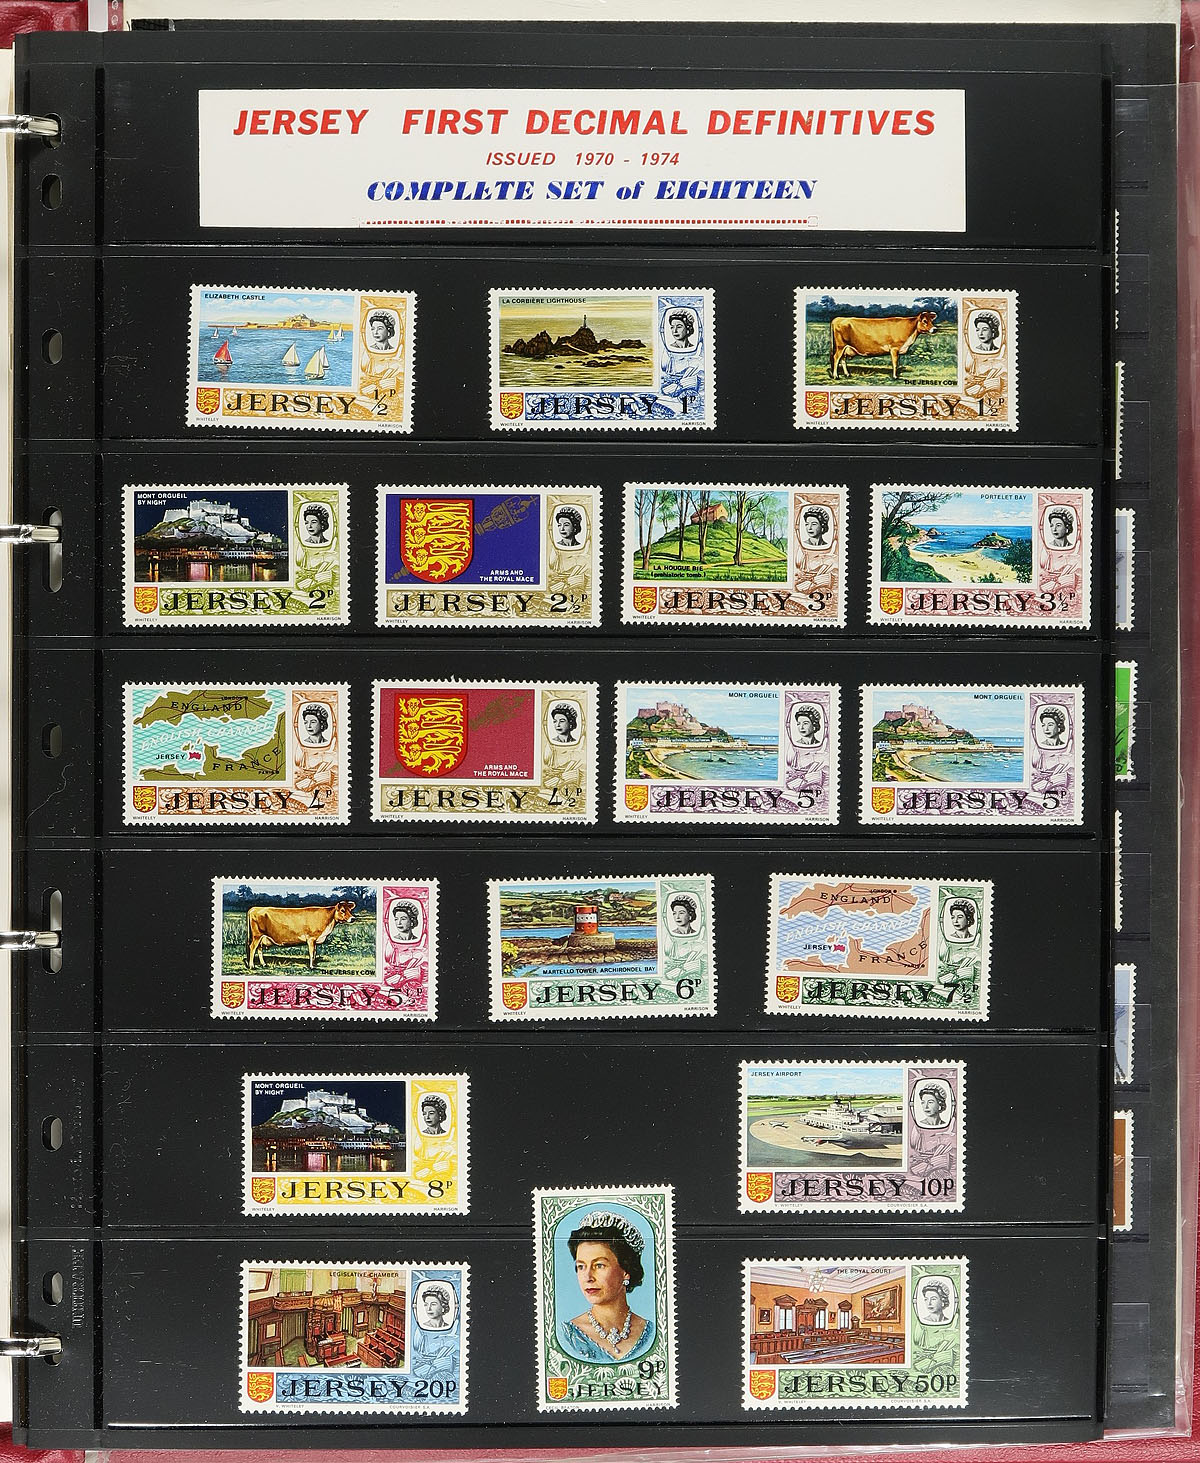 JERSEY FIRST DECIMAL DEFINITIVES
ISSUED 1970 - 1974
COMPLETE SET of EIGHTEEN
ELIZABETH CASTLE
JERSEY ½P
WHITELEY HARRISON
LA CORBIÈRE LIGHTHOUSE
JERSEY 1P
WHITELEY HARRISON
THE JERSEY COW
JERSEY 1½P
WHITELEY HARRISON
MONT ORGUEIL
BY NIGHT
JERSEY 2P
WHITELEY HARRISON
ARMS AND
THE ROYAL MACE
JERSEY 2½P
WHITELEY HARRISON
LA HOUGUE BIE
(prehistoric tomb)
JERSEY 3P
WHITELEY HARRISON
PORTELET BAY
JERSEY 3½P
WHITELEY HARRISON
LONDON
ENGLAND
ENGLISH CHANNEL
JERSEY
FRANCE
PARIS
JERSEY 4P
WHITELEY HARRISON
ARMS AND
THE ROYAL MACE
JERSEY 4½P
WHITELEY HARRISON
MONT ORGUEIL
JERSEY 5P
WHITELEY HARRISON
MONT ORGUEIL
JERSEY 5P
WHITELEY HARRISON
THE JERSEY COW
JERSEY 5½P
WHITELEY HARRISON
MARTELLO TOWER, ARCHIRONDEL BAY
JERSEY 6P
WHITELEY HARRISON
LONDON
ENGLAND
ENGLISH CHANNEL
JERSEY
FRANCE
PARIS
JERSEY 7½P
WHITELEY HARRISON
MONT ORGUEIL
BY NIGHT
JERSEY 8P
WHITELEY HARRISON
JERSEY AIRPORT
JERSEY 10p
V. WHITELEY COURVOISIER S.A.
LEGISLATIVE CHAMBER
JERSEY 20p
V. WHITELEY COURVOISIER S.A.
9P
JERSEY
CECIL BEATON HARRISON
THE ROYAL COURT
JERSEY 50p
V. WHITELEY COURVOISIER S.A.